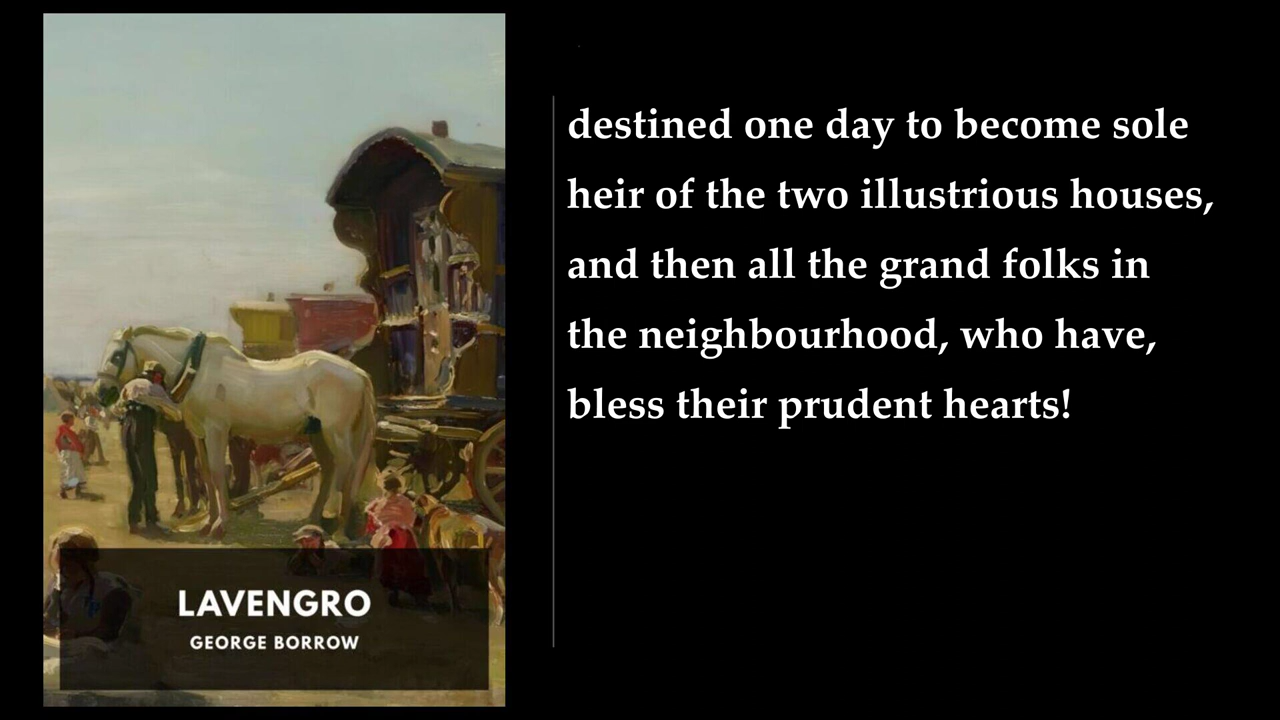 destined one day to become sole
heir of the two illustrious houses,
and then all the grand folks in
the neighbourhood, who have,
bless their prudent hearts!
LAVENGRO
GEORGE BORROW